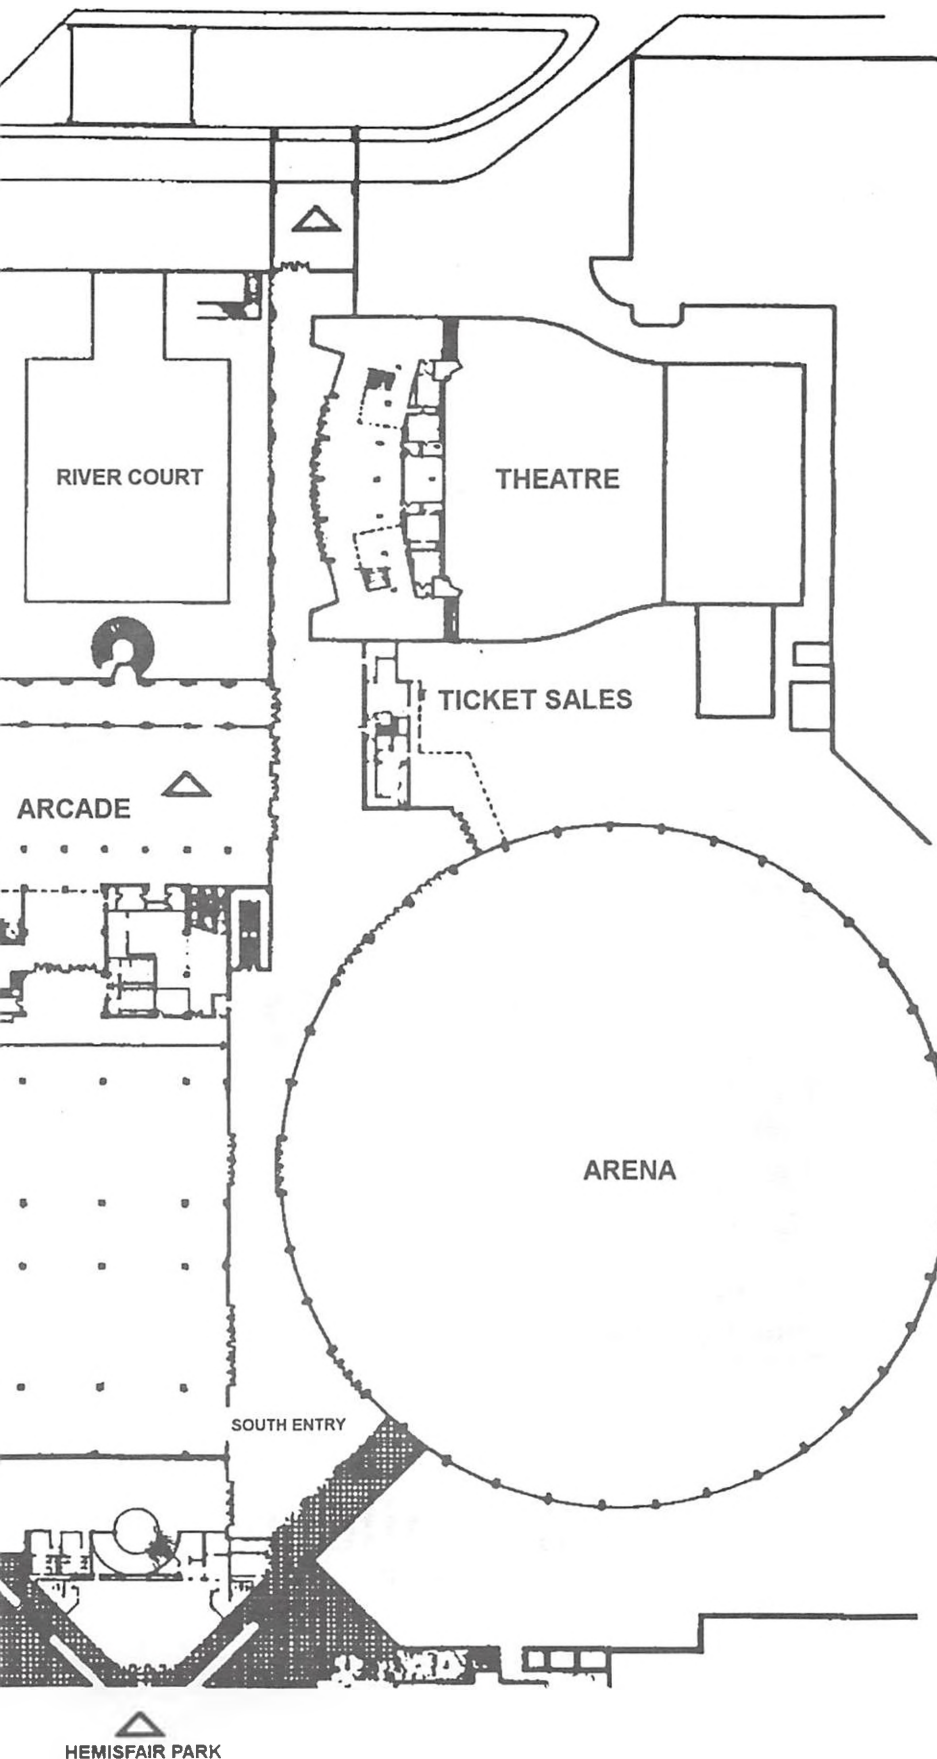 RIVER COURT
THEATRE
TICKET SALES
ARCADE
ARENA
SOUTH ENTRY
HEMISFAIR PARK